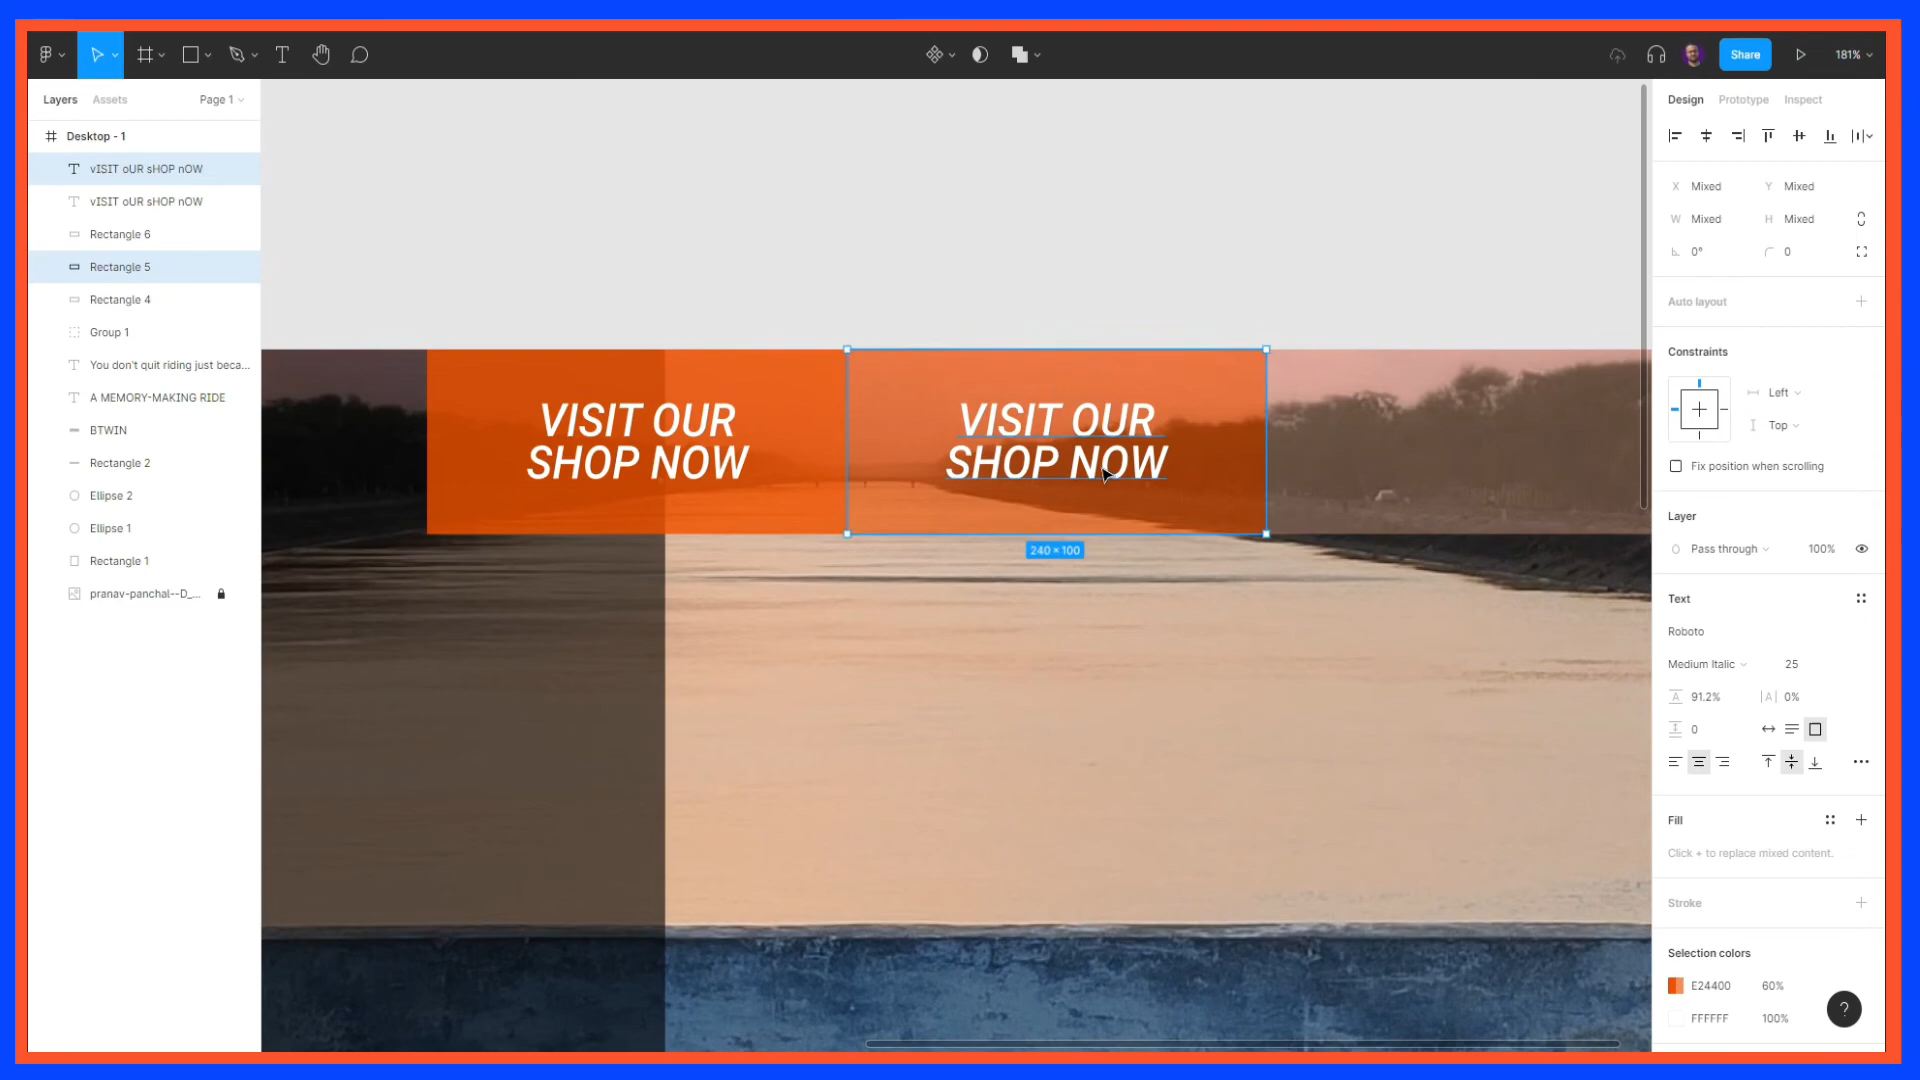 Share
181%
Layers
Assets
Page 1
Desktop - 1
vISIT oUR sHOP nOW
vISIT oUR sHOP nOW
Rectangle 6
Rectangle 5
Rectangle 4
Group 1
You don't quit riding just beca...
A MEMORY-MAKING RIDE
BTWIN
Rectangle 2
Ellipse 2
Ellipse 1
Rectangle 1
pranav-panchal--D_...
VISIT OUR
SHOP NOW
VISIT OUR
SHOP NOW
240 × 100
Design
Prototype
Inspect
X Mixed
Y Mixed
W Mixed
H Mixed
0°
0
Auto layout
Constraints
Left
Top
Fix position when scrolling
Layer
Pass through
100%
Text
Roboto
Medium Italic
25
91.2%
|A| 0%
0
Fill
Click + to replace mixed content.
Stroke
Selection colors
E24400
60%
FFFFFF
100%
?